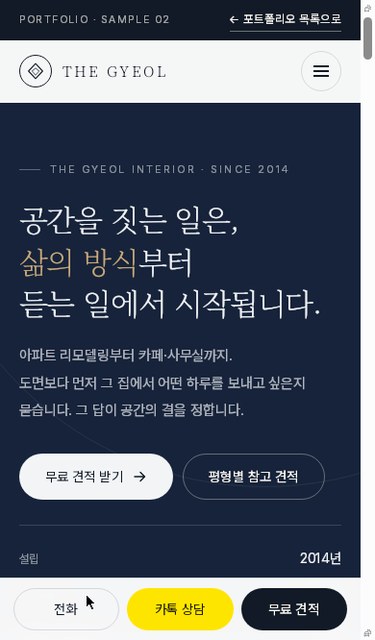 PORTFOLIO · SAMPLE 02
← 포트폴리오 목록으로
THE GYEOL
THE GYEOL INTERIOR · SINCE 2014
공간을 짓는 일은,
삶의 방식부터
듣는 일에서 시작됩니다.
아파트 리모델링부터 카페·사무실까지.
도면보다 먼저 그 집에서 어떤 하루를 보내고 싶은지
묻습니다. 그 답이 공간의 결을 정합니다.
무료 견적 받기 →
평형별 참고 견적
설립
2014년
전화
카톡 상담
무료 견적